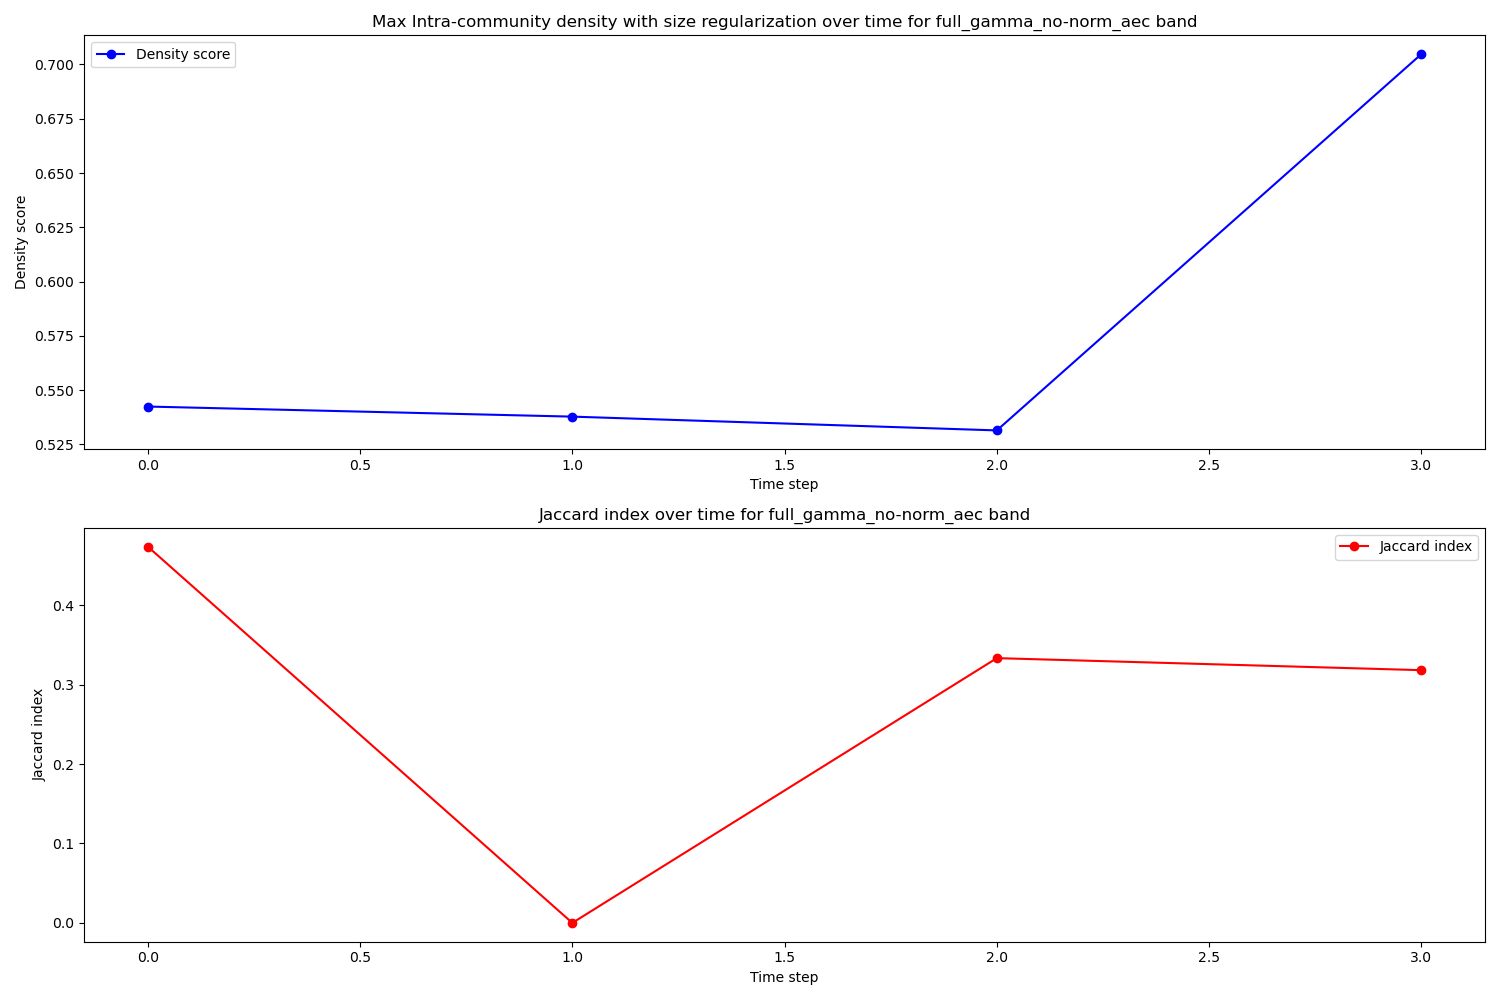 Max Intra-community density with size regularization over time for full_gamma_no-norm_aec band
Density score
0.700
0.675
0.650
0.625
0.600
0.575
0.550
0.525
Density score
0.0 0.5 1.0 1.5 2.0 2.5 3.0
Time step
Jaccard index over time for full_gamma_no-norm_aec band
Jaccard index
0.4
0.3
0.2
0.1
0.0
Jaccard index
0.0 0.5 1.0 1.5 2.0 2.5 3.0
Time step